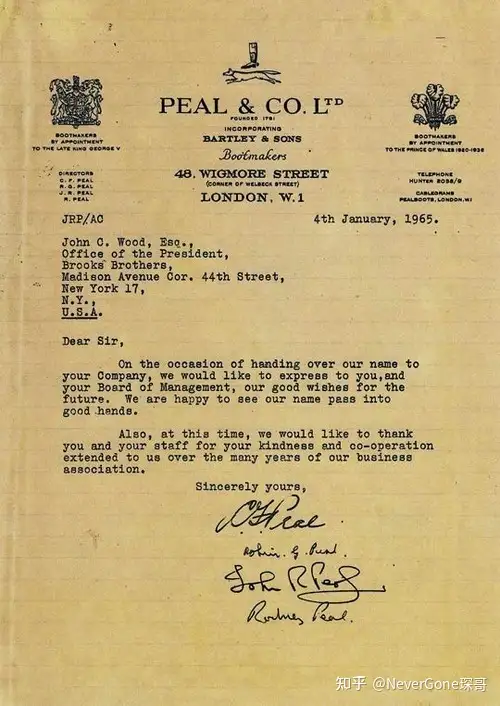 PEAL & CO. LTD
FOUNDED 1791
INCORPORATING
BARTLEY & SONS
Bootmakers
48, WIGMORE STREET
(CORNER OF WELBECK STREET)
LONDON, W.1
BOOTMAKERS
BY APPOINTMENT
TO THE LATE KING GEORGE V
BOOTMAKERS
BY APPOINTMENT
TO THE PRINCE OF WALES 1920-1936
DIRECTORS
C. F. PEAL
R. G. PEAL
J. R. PEAL
R. PEAL
TELEPHONE
HUNTER 2038/9
CABLEGRAMS
PEALBOOTS, LONDON, W.1
JRP/AC
4th January, 1965.
John C. Wood, Esq.,
Office of the President,
Brooks Brothers,
Madison Avenue Cor. 44th Street,
New York 17,
N.Y.,
U.S.A.
Dear Sir,
On the occasion of handing over our name to
your Company, we would like to express to you,and
your Board of Management, our good wishes for the
future. We are happy to see our name pass into
good hands.
Also, at this time, we would like to thank
you and your staff for your kindness and co-operation
extended to us over the many years of our business
association.
Sincerely yours,
C F Peal
Robin. G. Peal.
John R Peal
Rodney Peal.
知乎 @NeverGone琛哥